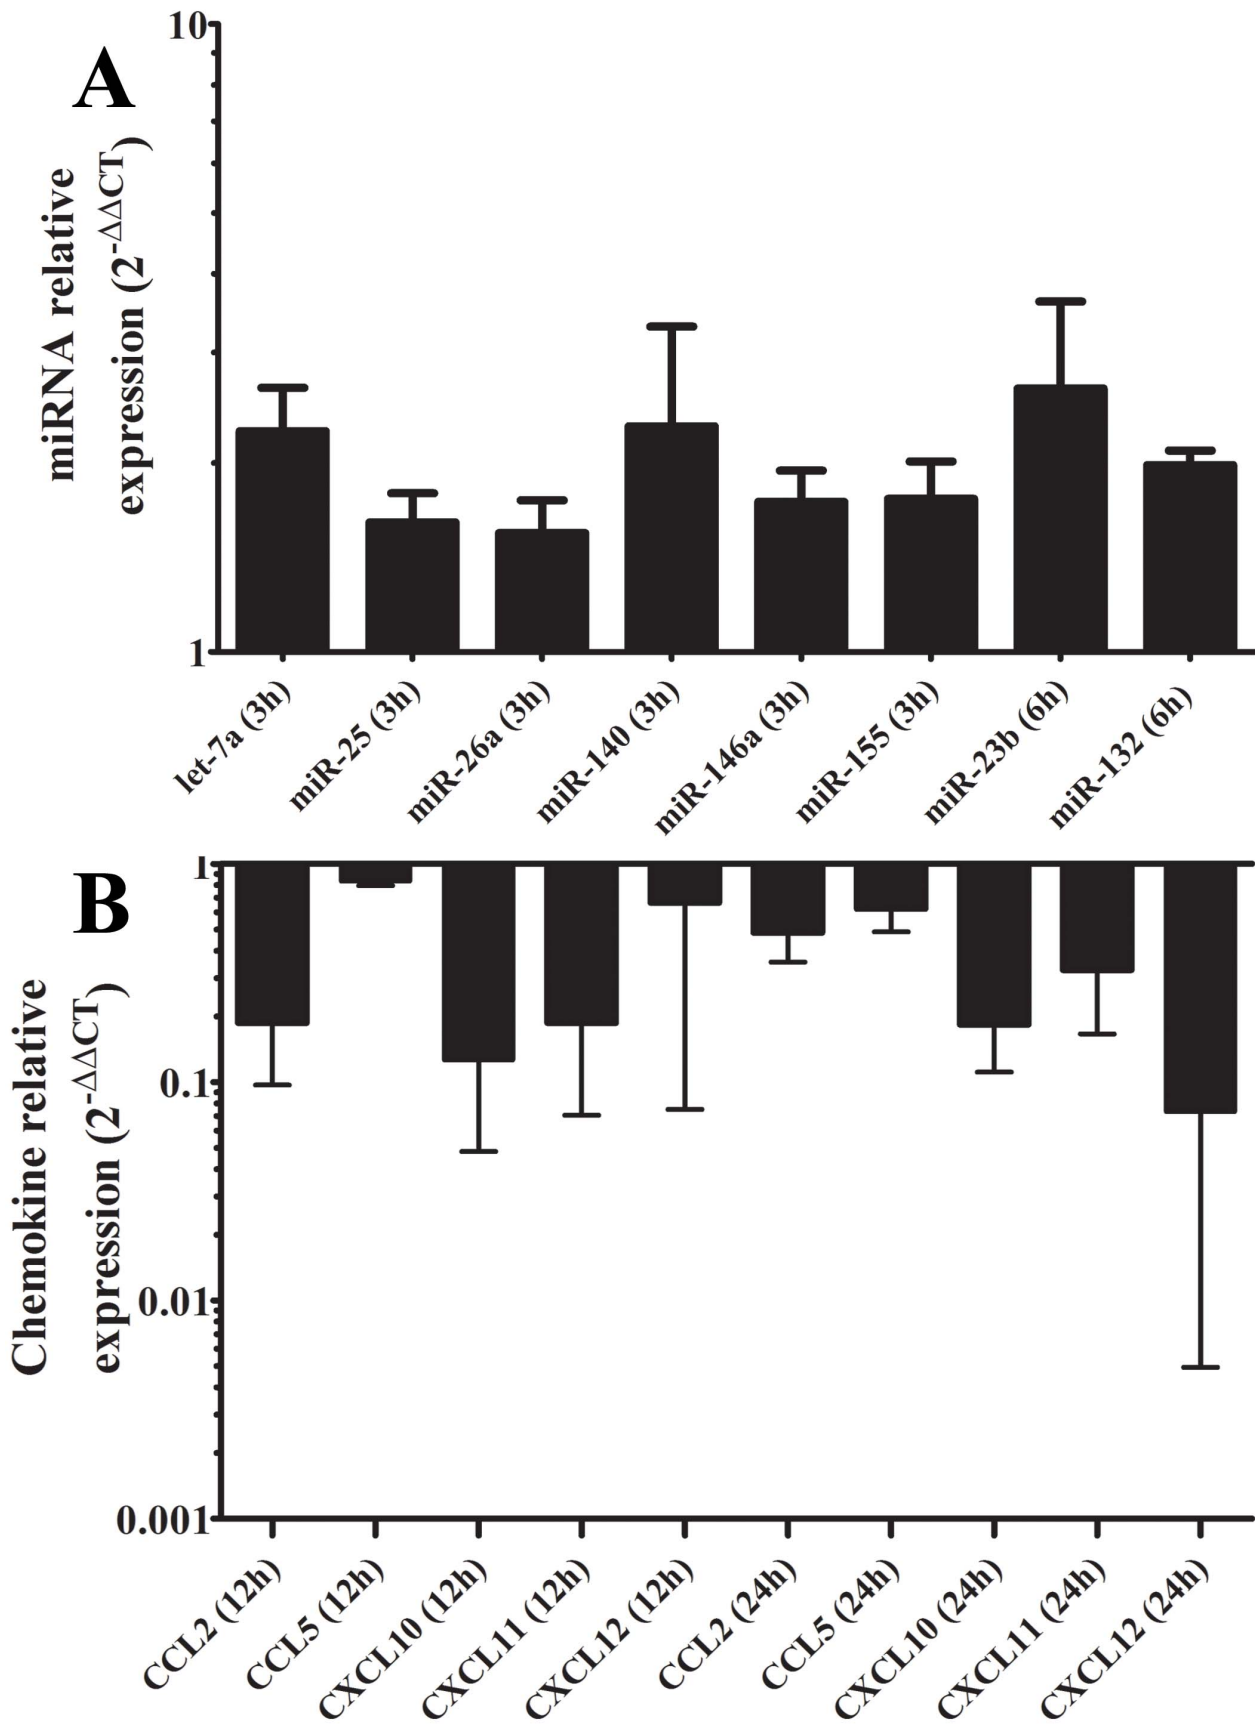 A
miRNA relative
expression (2-ΔΔCT)
10
1
let-7a (3h)
miR-25 (3h)
miR-26a (3h)
miR-140 (3h)
miR-146a (3h)
miR-155 (3h)
miR-23b (6h)
miR-132 (6h)
B
Chemokine relative
expression (2-ΔΔCT)
1
0.1
0.01
0.001
CCL2 (12h)
CCL5 (12h)
CXCL10 (12h)
CXCL11 (12h)
CXCL12 (12h)
CCL2 (24h)
CCL5 (24h)
CXCL10 (24h)
CXCL11 (24h)
CXCL12 (24h)